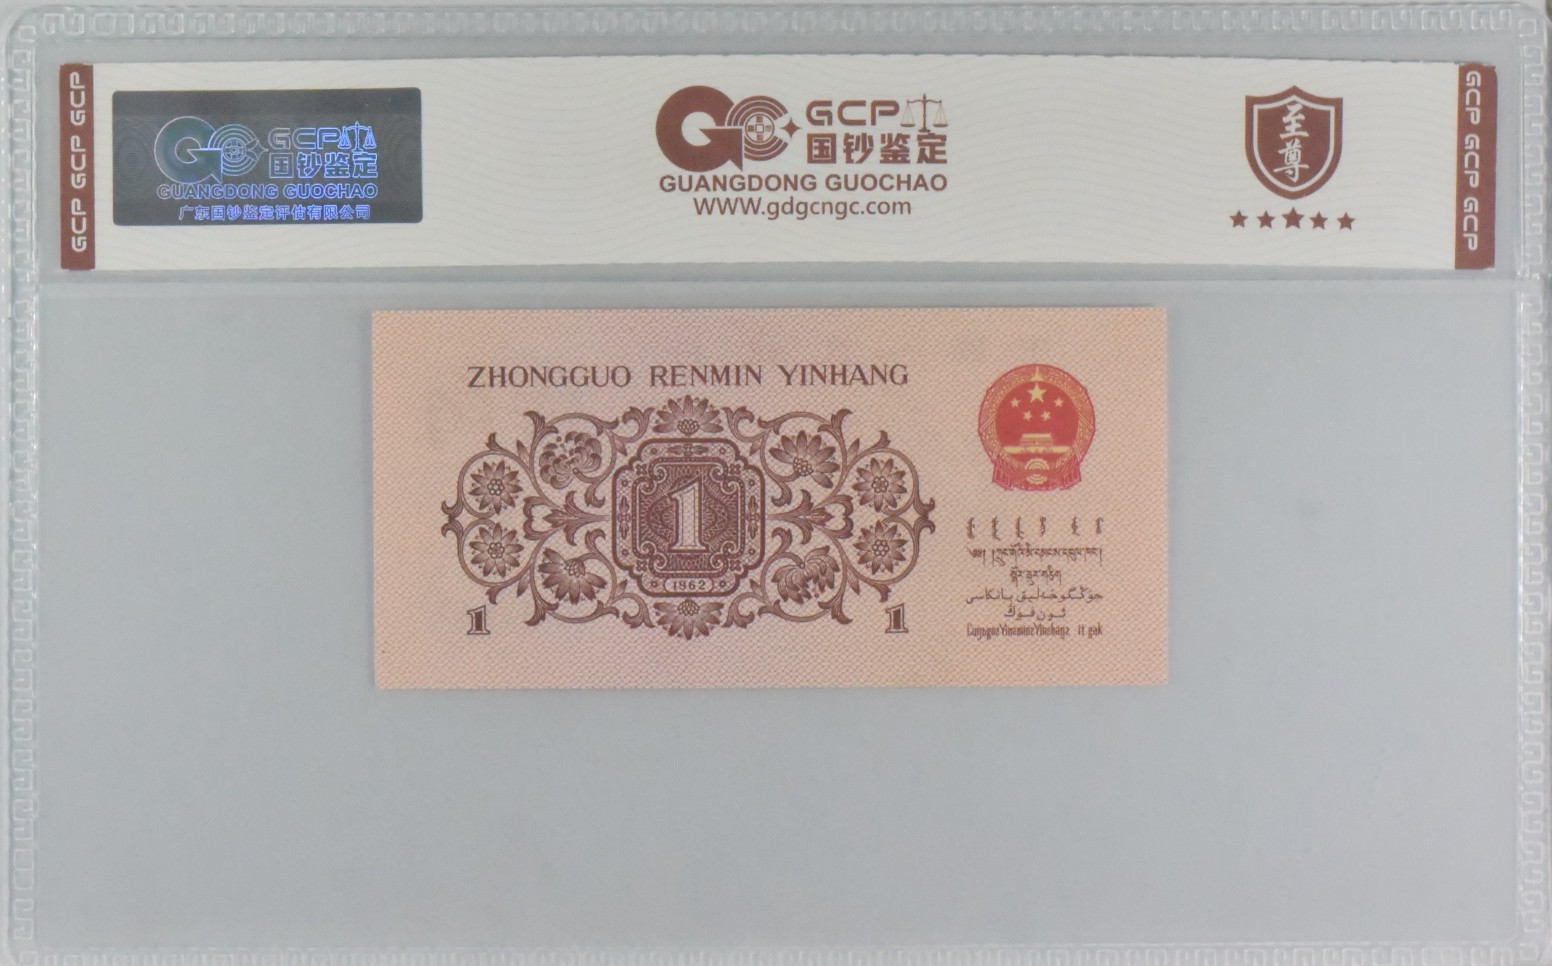 GCP GCP GCP
GCP
国钞鉴定
GUANGDONG GUOCHAO
广东国钞鉴定评估有限公司
GCP
国钞鉴定
GUANGDONG GUOCHAO
WWW.gdgcngc.com
至尊
GCP GCP GCP
ZHONGGUO RENMIN YINHANG
1
1862
1
1